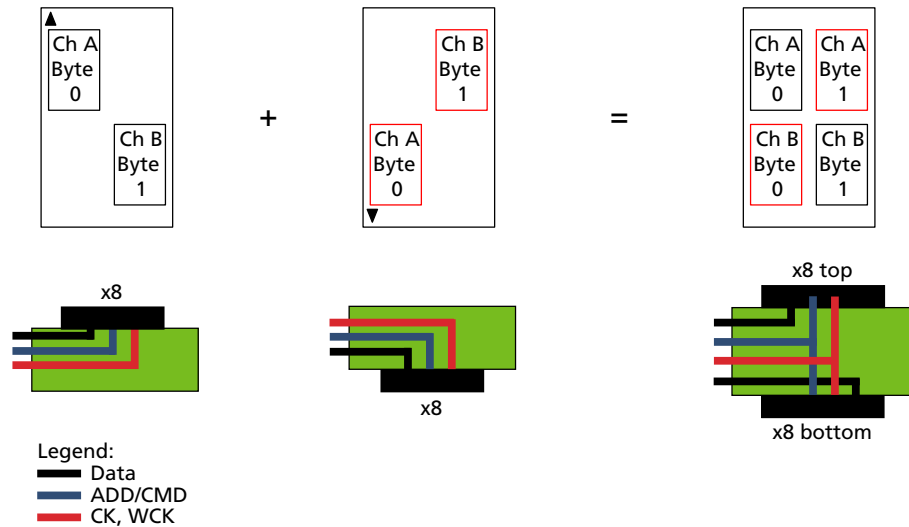 Ch A
Byte
0
Ch B
Byte
1
+
Ch B
Byte
1
Ch A
Byte
0
=
Ch A
Byte
0
Ch A
Byte
1
Ch B
Byte
0
Ch B
Byte
1
x8
x8
x8 top
x8 bottom
Legend:
Data
ADD/CMD
CK, WCK